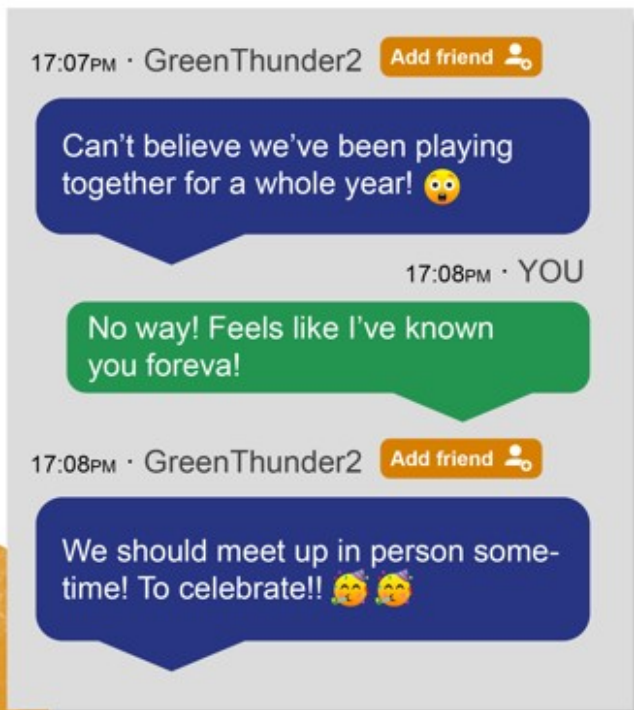 17:07PM · GreenThunder2 Add friend
Can’t believe we’ve been playing
together for a whole year! 😲
17:08PM · YOU
No way! Feels like I’ve known
you foreva!
17:08PM · GreenThunder2 Add friend
We should meet up in person some-
time! To celebrate!! 🥳 🥳